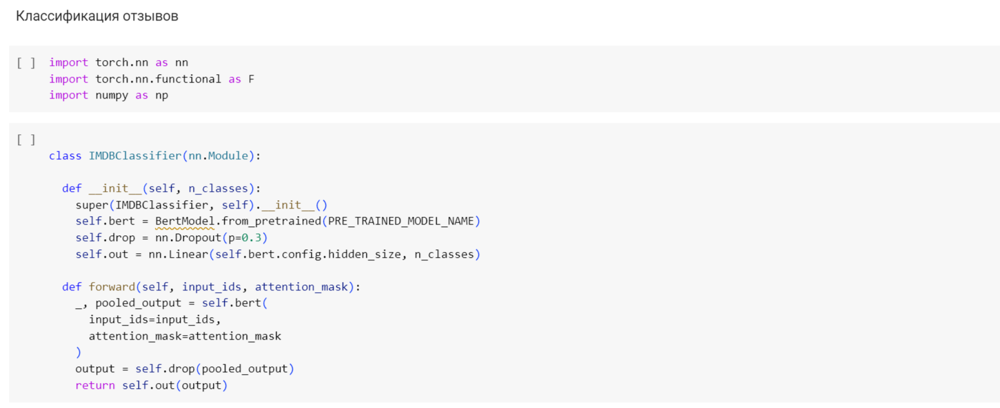 Классификация отзывов
[ ] import torch.nn as nn
import torch.nn.functional as F
import numpy as np
[ ]
class IMDBClassifier(nn.Module):
def __init__(self, n_classes):
super(IMDBClassifier, self).__init__()
self.bert = BertModel.from_pretrained(PRE_TRAINED_MODEL_NAME)
self.drop = nn.Dropout(p=0.3)
self.out = nn.Linear(self.bert.config.hidden_size, n_classes)
def forward(self, input_ids, attention_mask):
_, pooled_output = self.bert(
input_ids=input_ids,
attention_mask=attention_mask
)
output = self.drop(pooled_output)
return self.out(output)